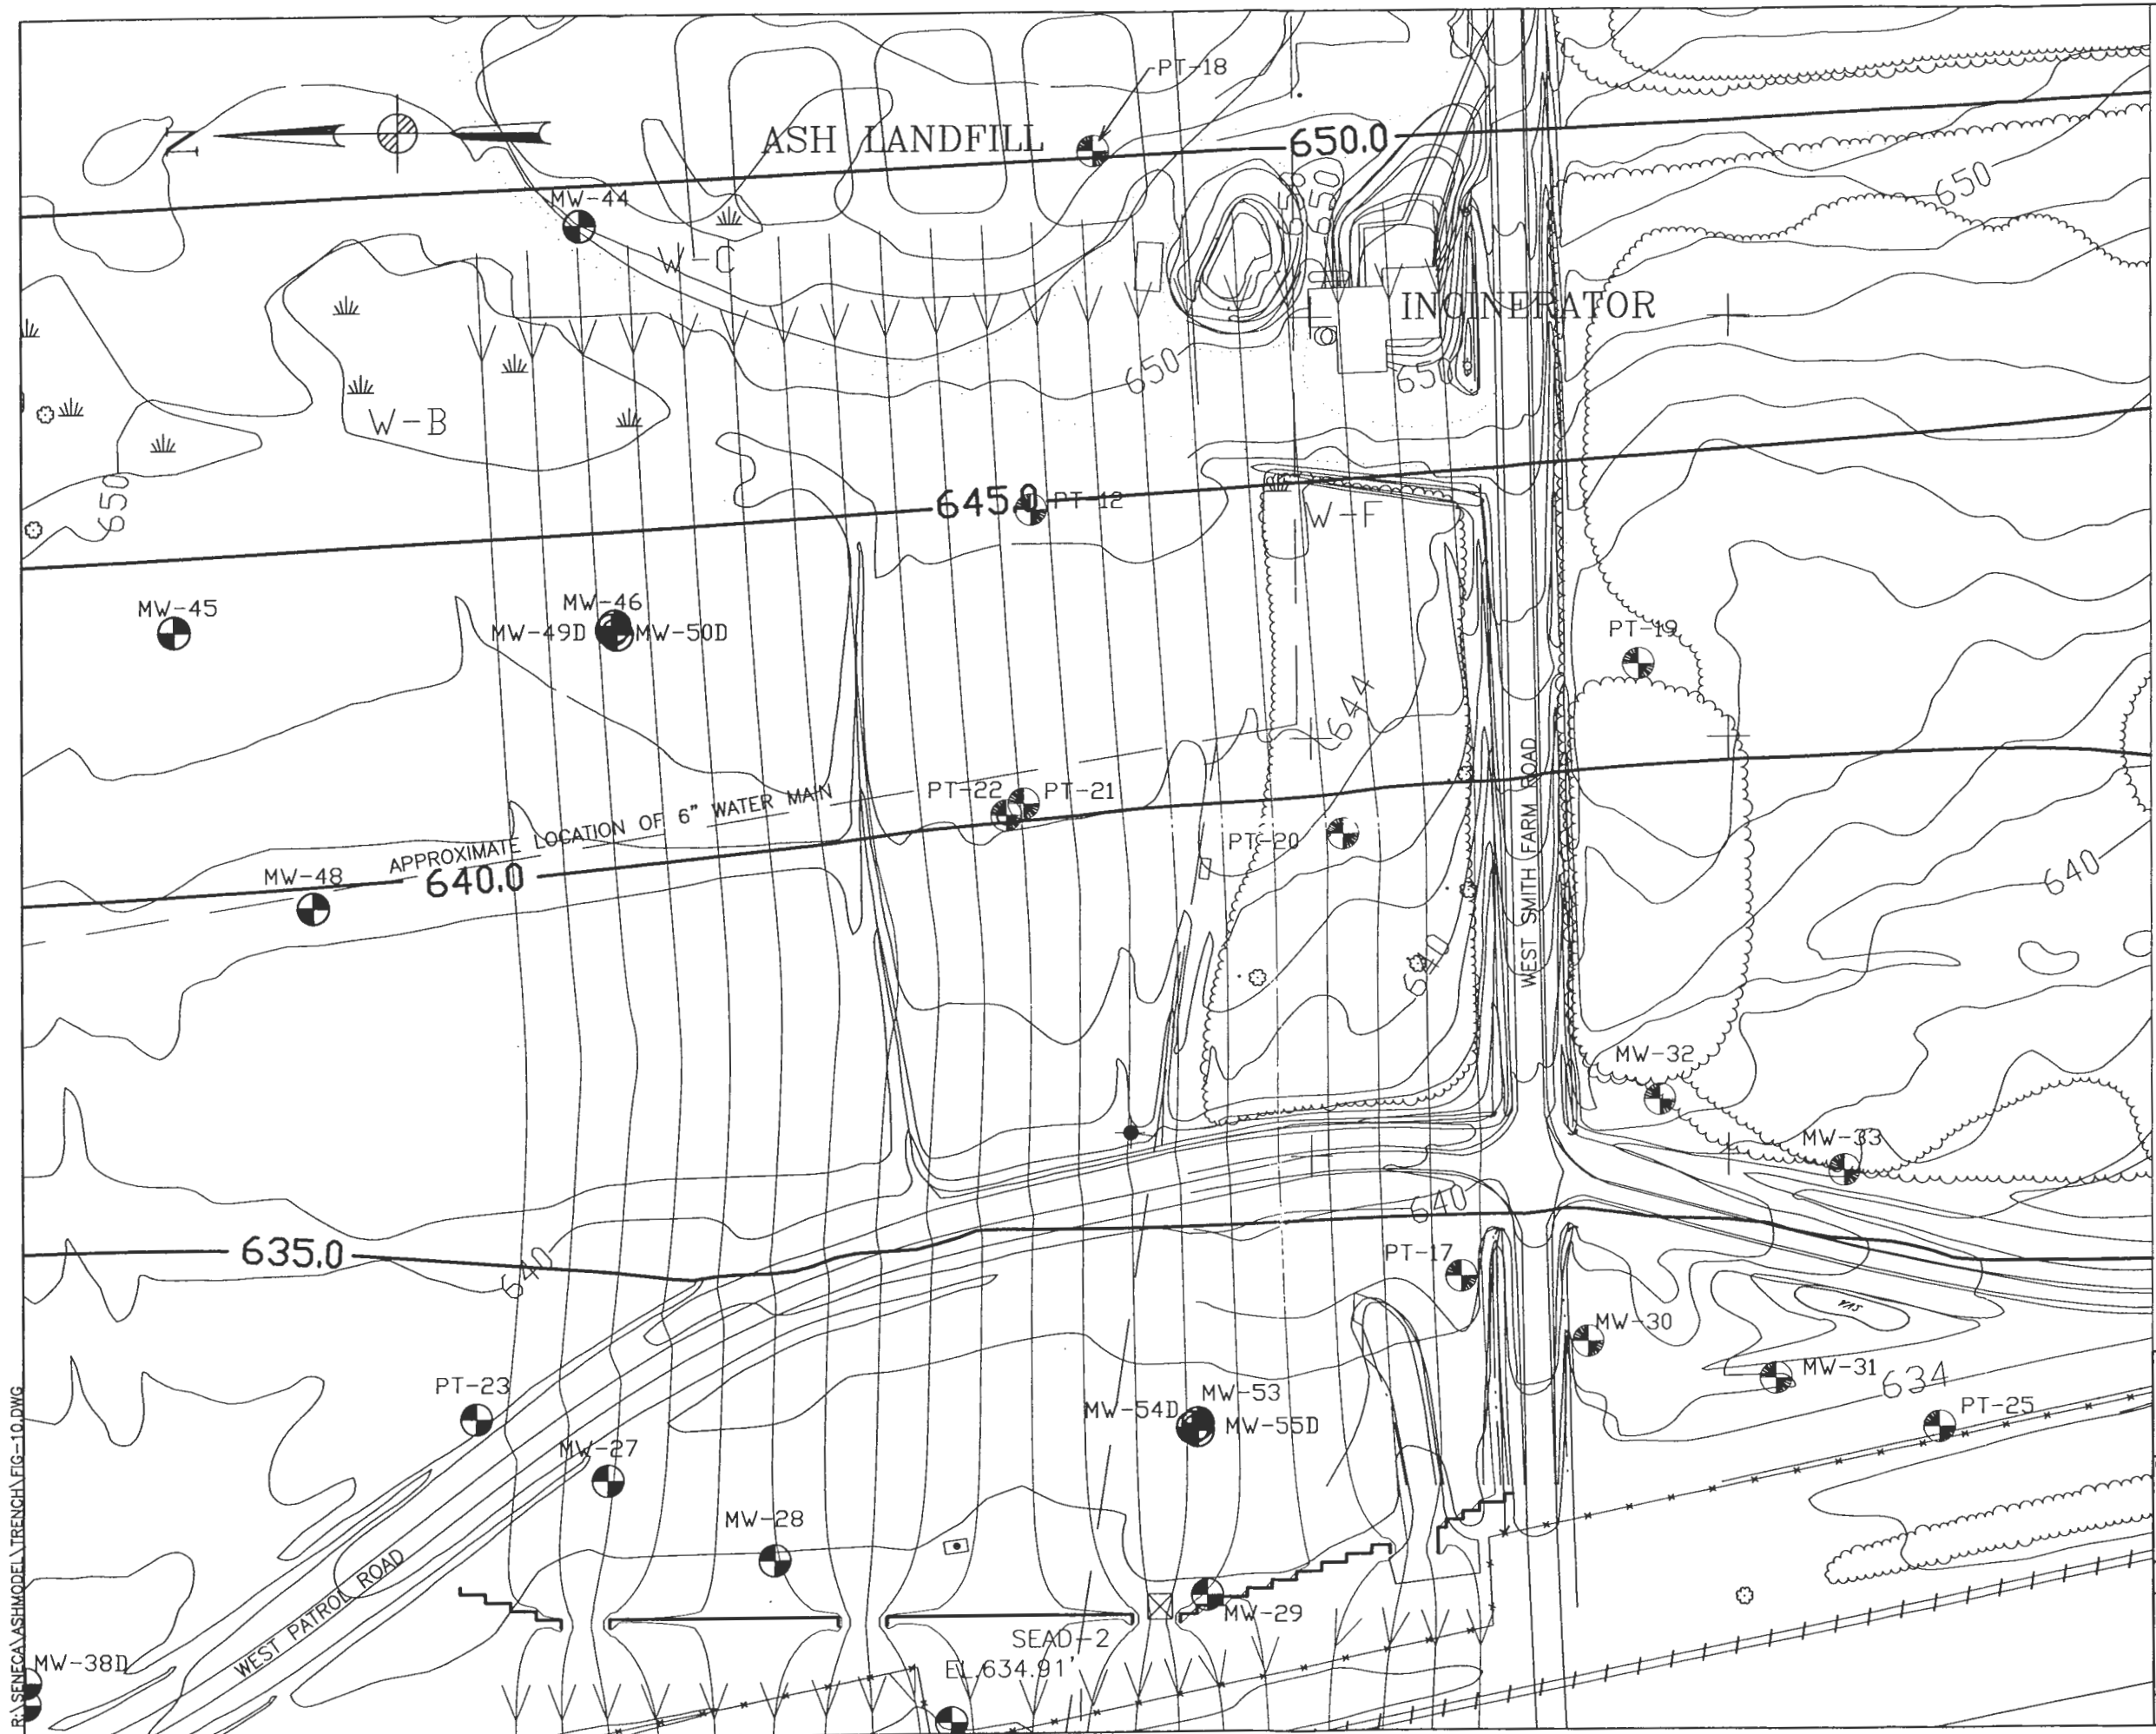 PT-18
ASH LANDFILL
650.0
N
MW-44
658
650
650
W-C
INCINERATOR
650
650
W-B
650
645.0
PT-12
W-F
MW-45
MW-46
MW-49D
MW-50D
PT-19
644
WEST SMITH FARM ROAD
PT-22
PT-21
APPROXIMATE LOCATION OF 6" WATER MAIN
PT-20
MW-48
640.0
640
640
MW-32
MW-33
640
635.0
640
PT-17
MW-30
MW-31
634
PT-25
PT-23
MW-53
MW-54D
MW-55D
MW-27
MW-28
WEST PATROL ROAD
MW-29
SEAD-2
EL.634.91'
MW-38D
R:\SENECA\ASHMODEL\TRENCH\FIG-10.DWG